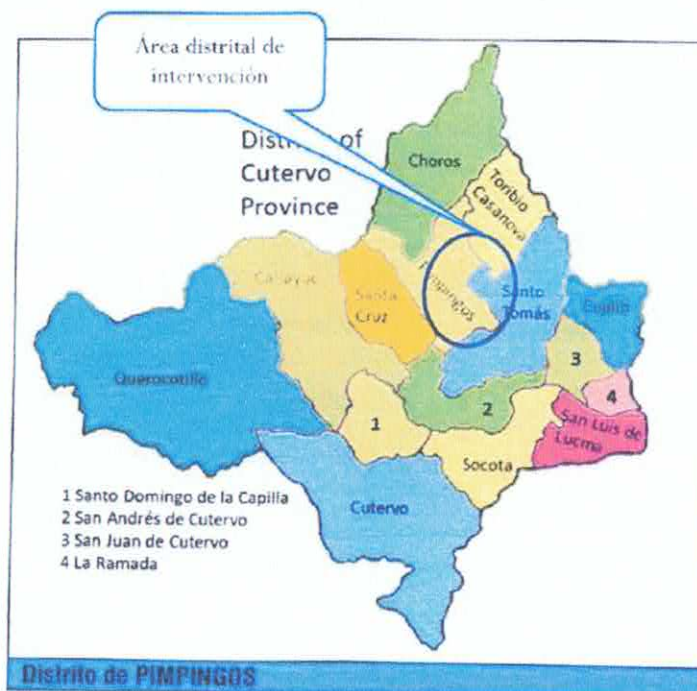 Área distrital de
intervención
of
Cutervo
Province
Choros
Toribio
Casanova
Pimpingos
Callayuc
Santa
Cruz
Santo
Tomás
Cujillo
Querocotillo
1
2
3
4
San Luis de
Lucma
Socota
Cutervo
1 Santo Domingo de la Capilla
2 San Andrés de Cutervo
3 San Juan de Cutervo
4 La Ramada
Distrito de PIMPINGOS